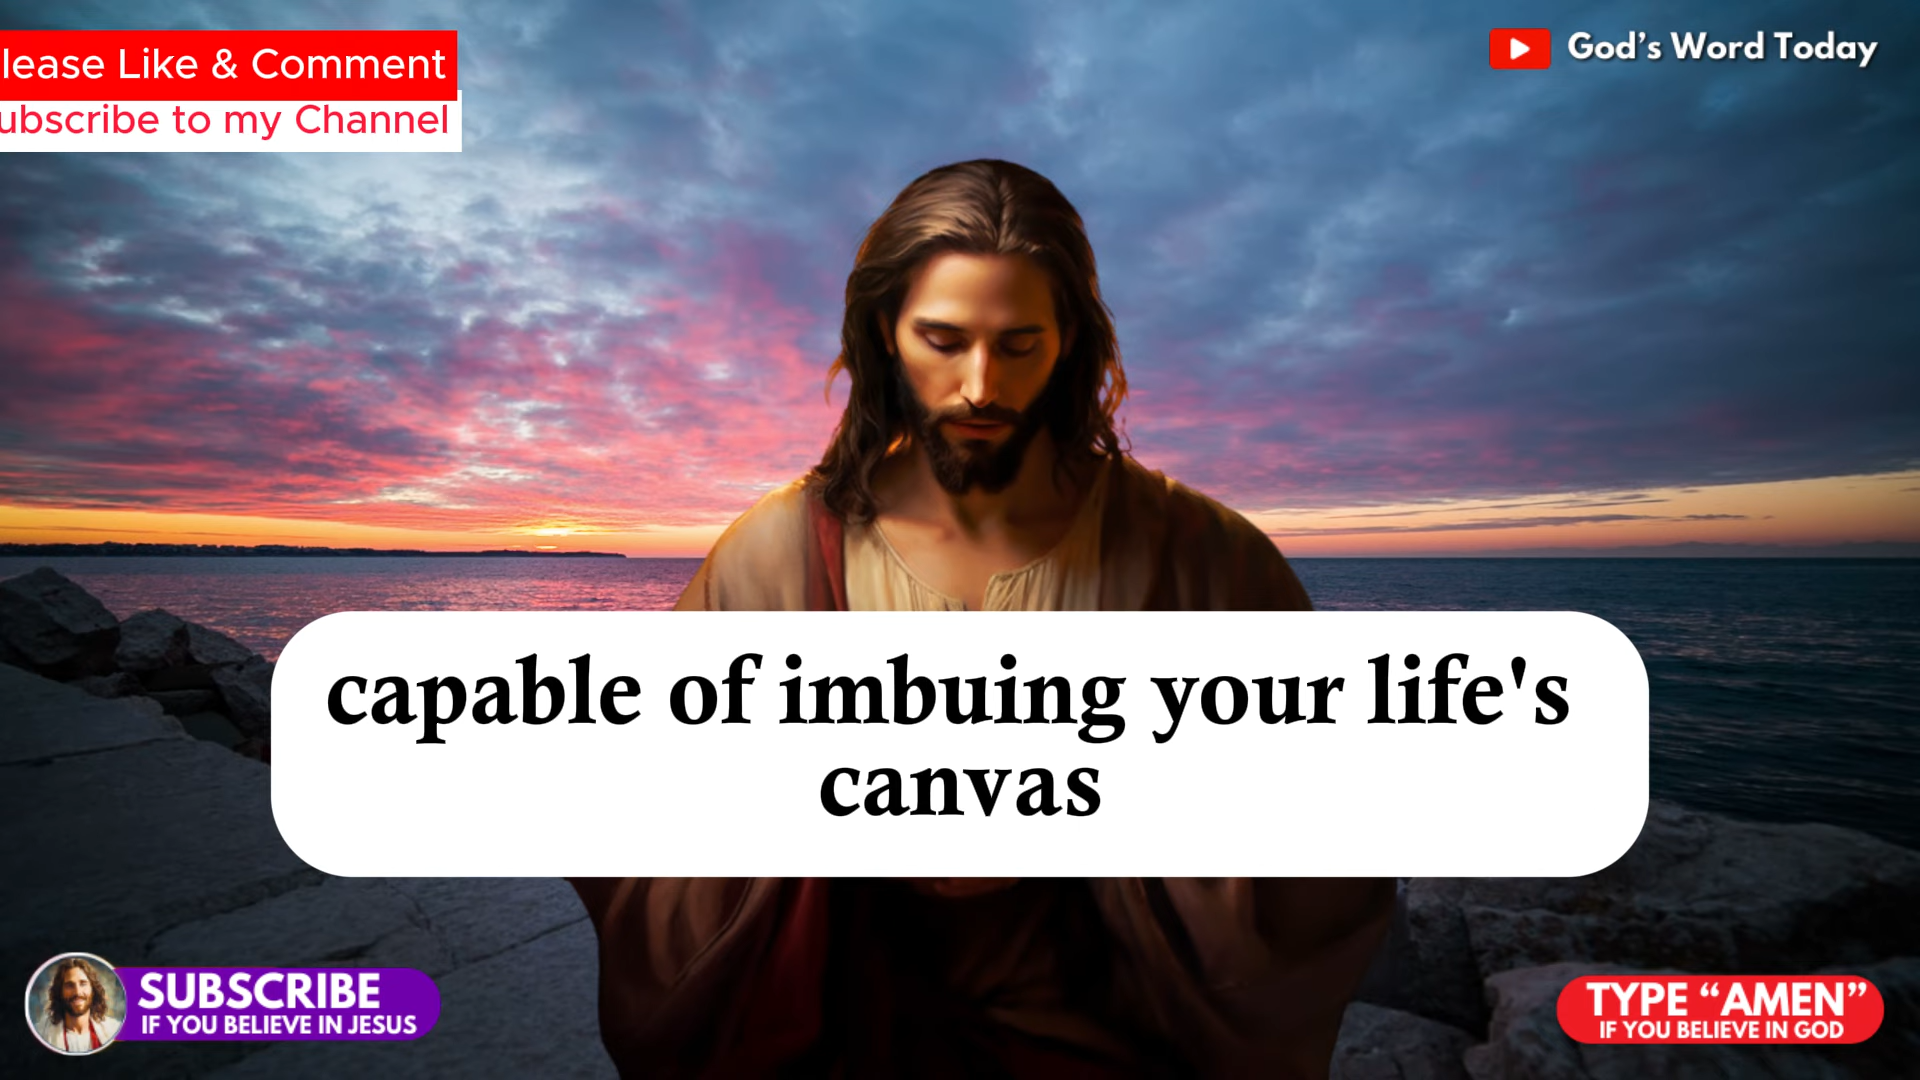 lease Like & Comment
ubscribe to my Channel
God's Word Today
capable of imbuing your life's
canvas
SUBSCRIBE
IF YOU BELIEVE IN JESUS
TYPE “AMEN”
IF YOU BELIEVE IN GOD